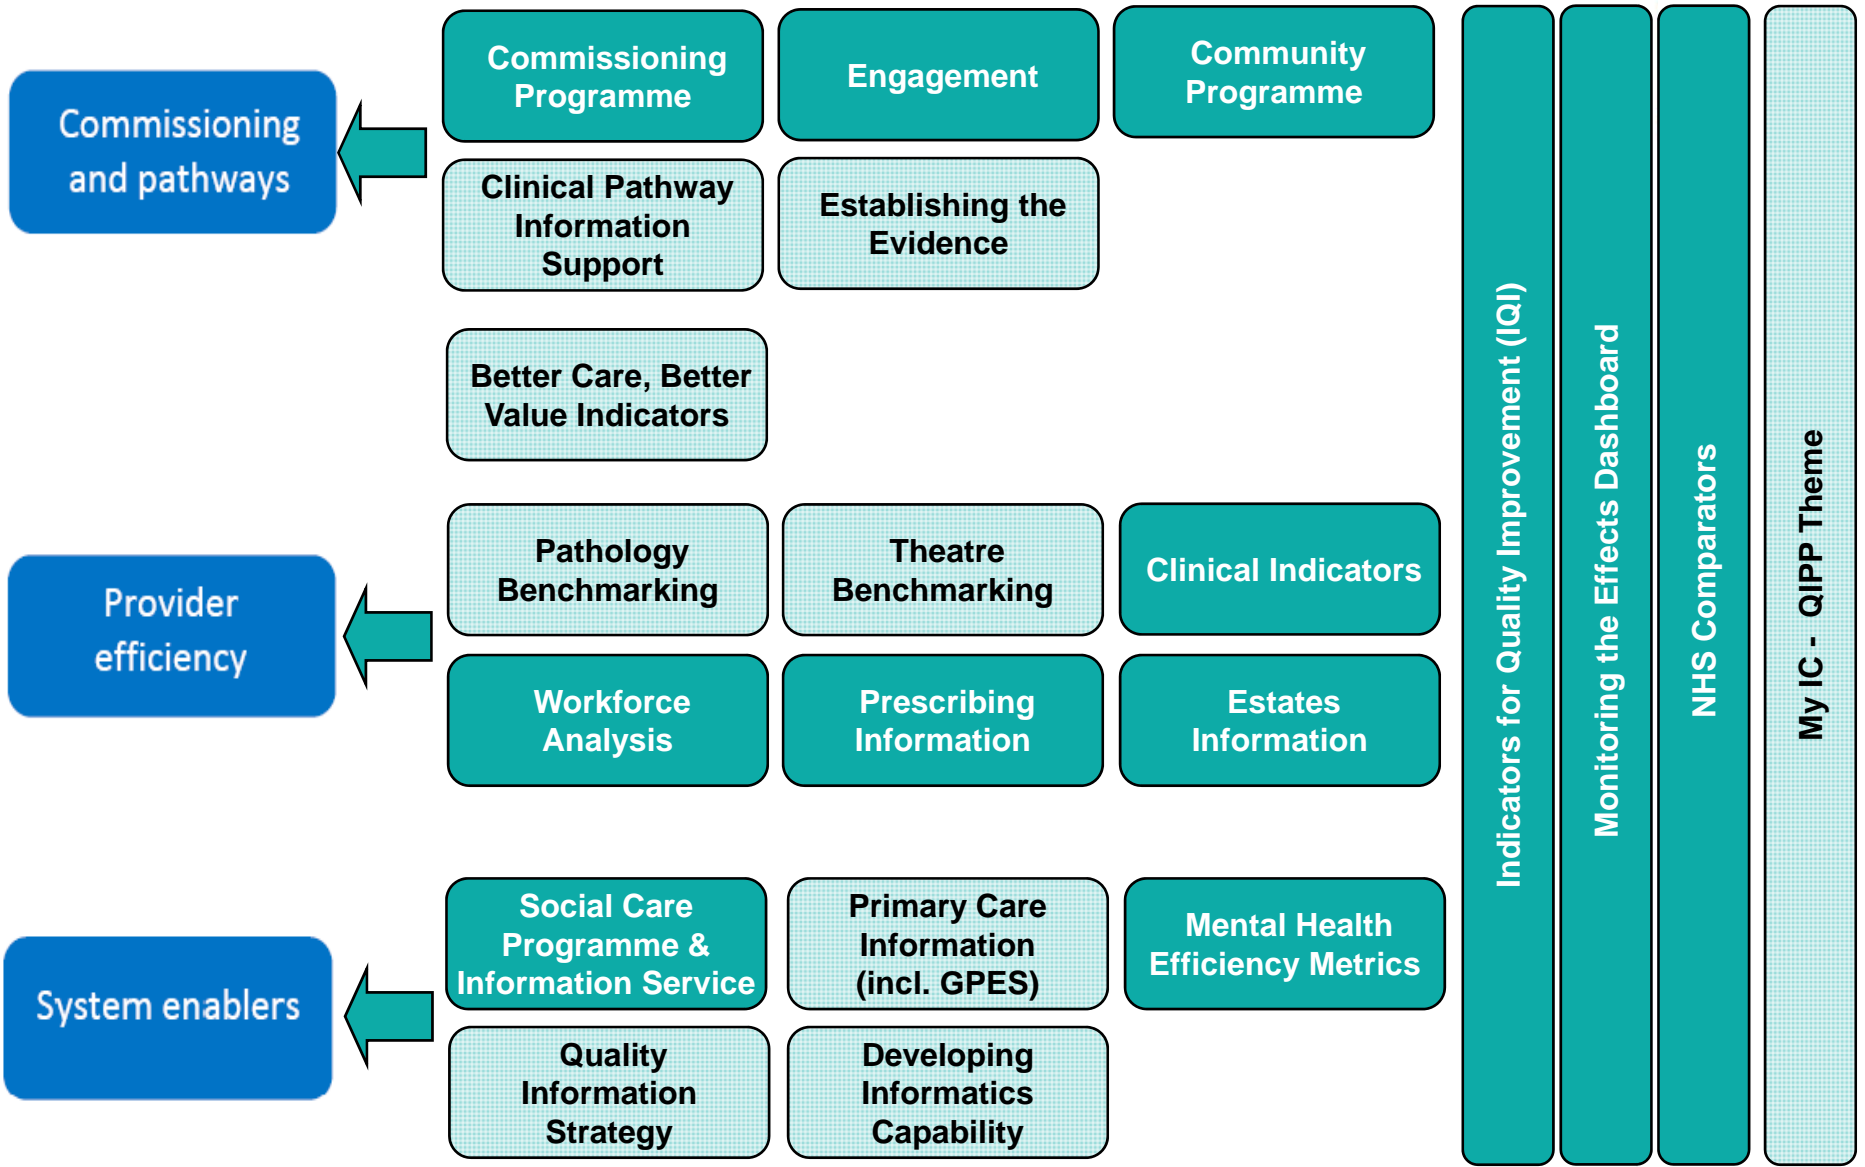 Commissioning
and pathways
Commissioning
Programme
Engagement
Community
Programme
Clinical Pathway
Information
Support
Establishing the
Evidence
Better Care, Better
Value Indicators
Provider
efficiency
Pathology
Benchmarking
Theatre
Benchmarking
Clinical Indicators
Workforce
Analysis
Prescribing
Information
Estates
Information
System enablers
Social Care
Programme &
Information Service
Primary Care
Information
(incl. GPES)
Mental Health
Efficiency Metrics
Quality
Information
Strategy
Developing
Informatics
Capability
Indicators for Quality Improvement (IQI)
Monitoring the Effects Dashboard
NHS Comparators
My IC - QIPP Theme